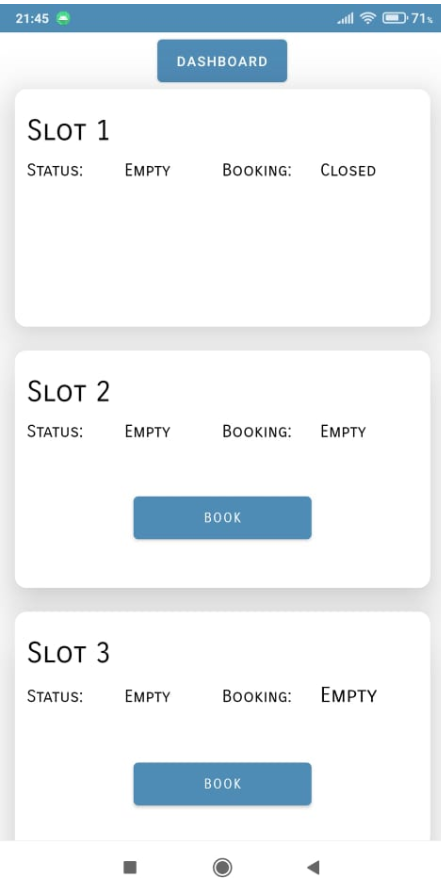 21:45 71%
DASHBOARD
Slot 1
Status: Empty Booking: Closed
Slot 2
Status: Empty Booking: Empty
BOOK
Slot 3
Status: Empty Booking: Empty
BOOK